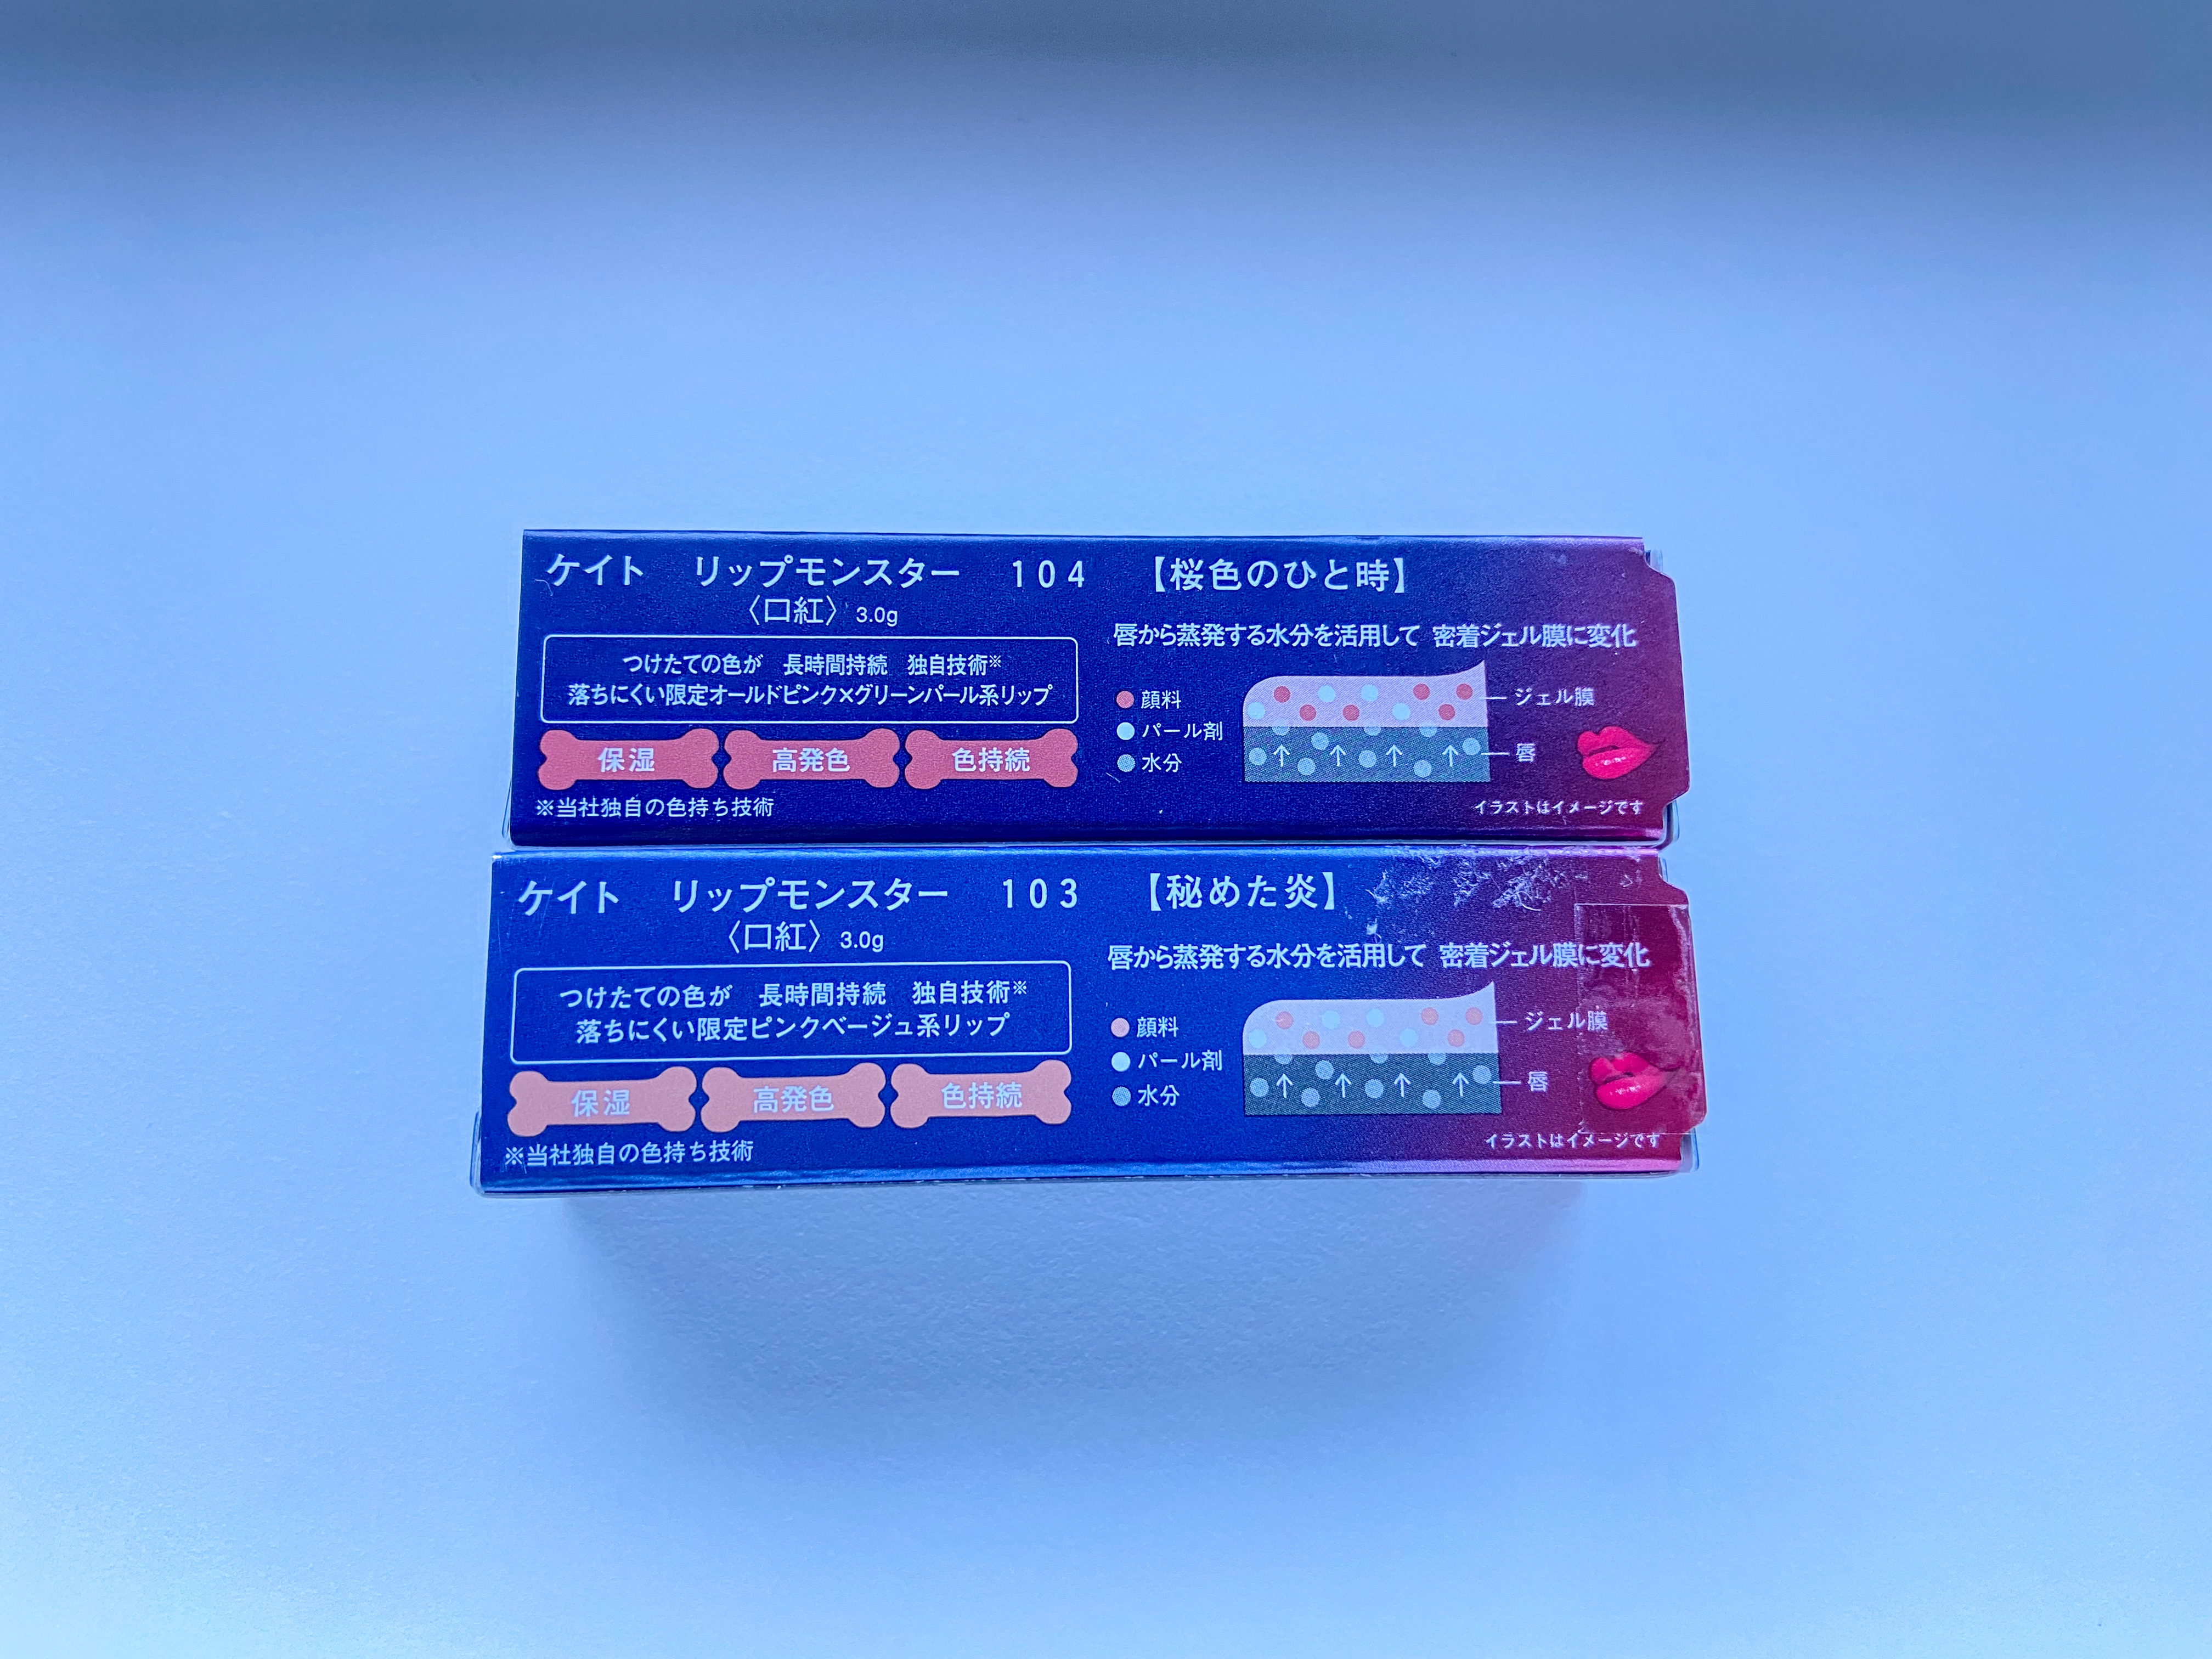 ケイト リップモンスター 104 【桜色のひと時】
〈口紅〉3.0g
つけたての色が 長時間持続 独自技術※
落ちにくい限定オールドピンク×グリーンパール系リップ
保湿 高発色 色持続
※当社独自の色持ち技術
唇から蒸発する水分を活用して 密着ジェル膜に変化
顔料
パール剤
水分
ジェル膜
唇
イラストはイメージです
ケイト リップモンスター 103 【秘めた炎】
〈口紅〉3.0g
つけたての色が 長時間持続 独自技術※
落ちにくい限定ピンクベージュ系リップ
保湿 高発色 色持続
※当社独自の色持ち技術
唇から蒸発する水分を活用して 密着ジェル膜に変化
顔料
パール剤
水分
ジェル膜
唇
イラストはイメージです